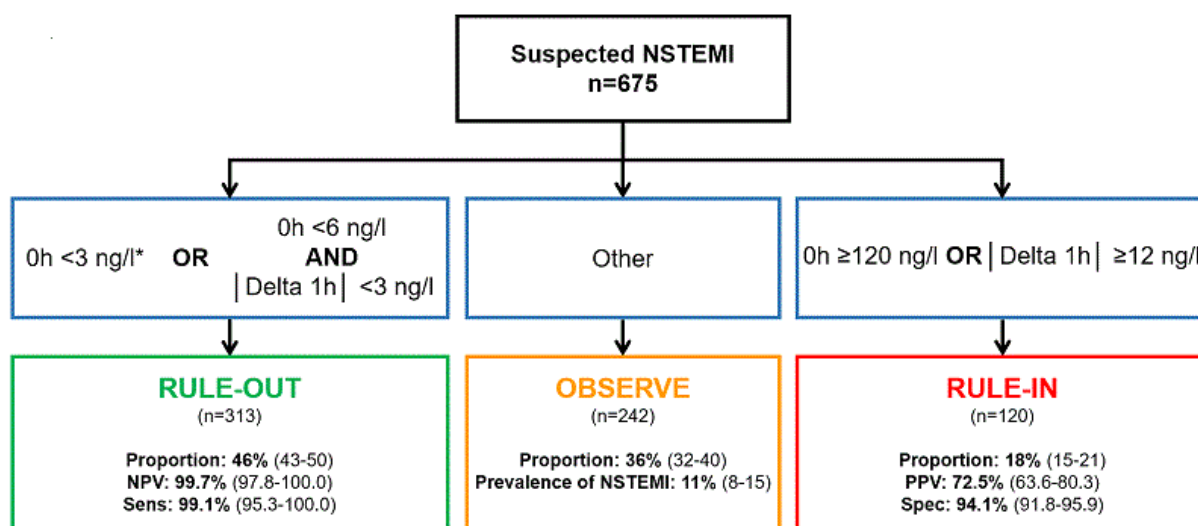 Suspected NSTEMI
n=675
0h <3 ng/l* OR 0h <6 ng/l
AND
|Delta 1h| <3 ng/l
Other
0h ≥120 ng/l OR |Delta 1h| ≥12 ng/l
RULE-OUT
(n=313)
Proportion: 46% (43-50)
NPV: 99.7% (97.8-100.0)
Sens: 99.1% (95.3-100.0)
OBSERVE
(n=242)
Proportion: 36% (32-40)
Prevalence of NSTEMI: 11% (8-15)
RULE-IN
(n=120)
Proportion: 18% (15-21)
PPV: 72.5% (63.6-80.3)
Spec: 94.1% (91.8-95.9)